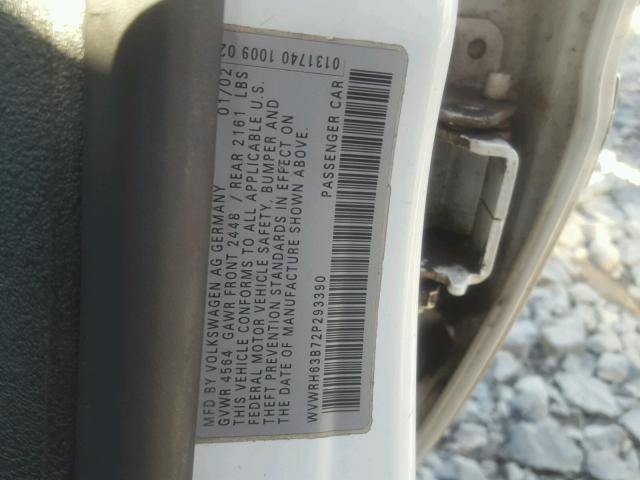 MFD BY VOLKSWAGEN AG GERMANY 01/02
GVWR 4564 GAWR FRONT 2448 / REAR 2161 LBS
THIS VEHICLE CONFORMS TO ALL APPLICABLE U.S.
FEDERAL MOTOR VEHICLE SAFETY, BUMPER AND
THEFT PREVENTION STANDARDS IN EFFECT ON
THE DATE OF MANUFACTURE SHOWN ABOVE.
WVWRH63B72P293390 PASSENGER CAR
0131740 1009 02